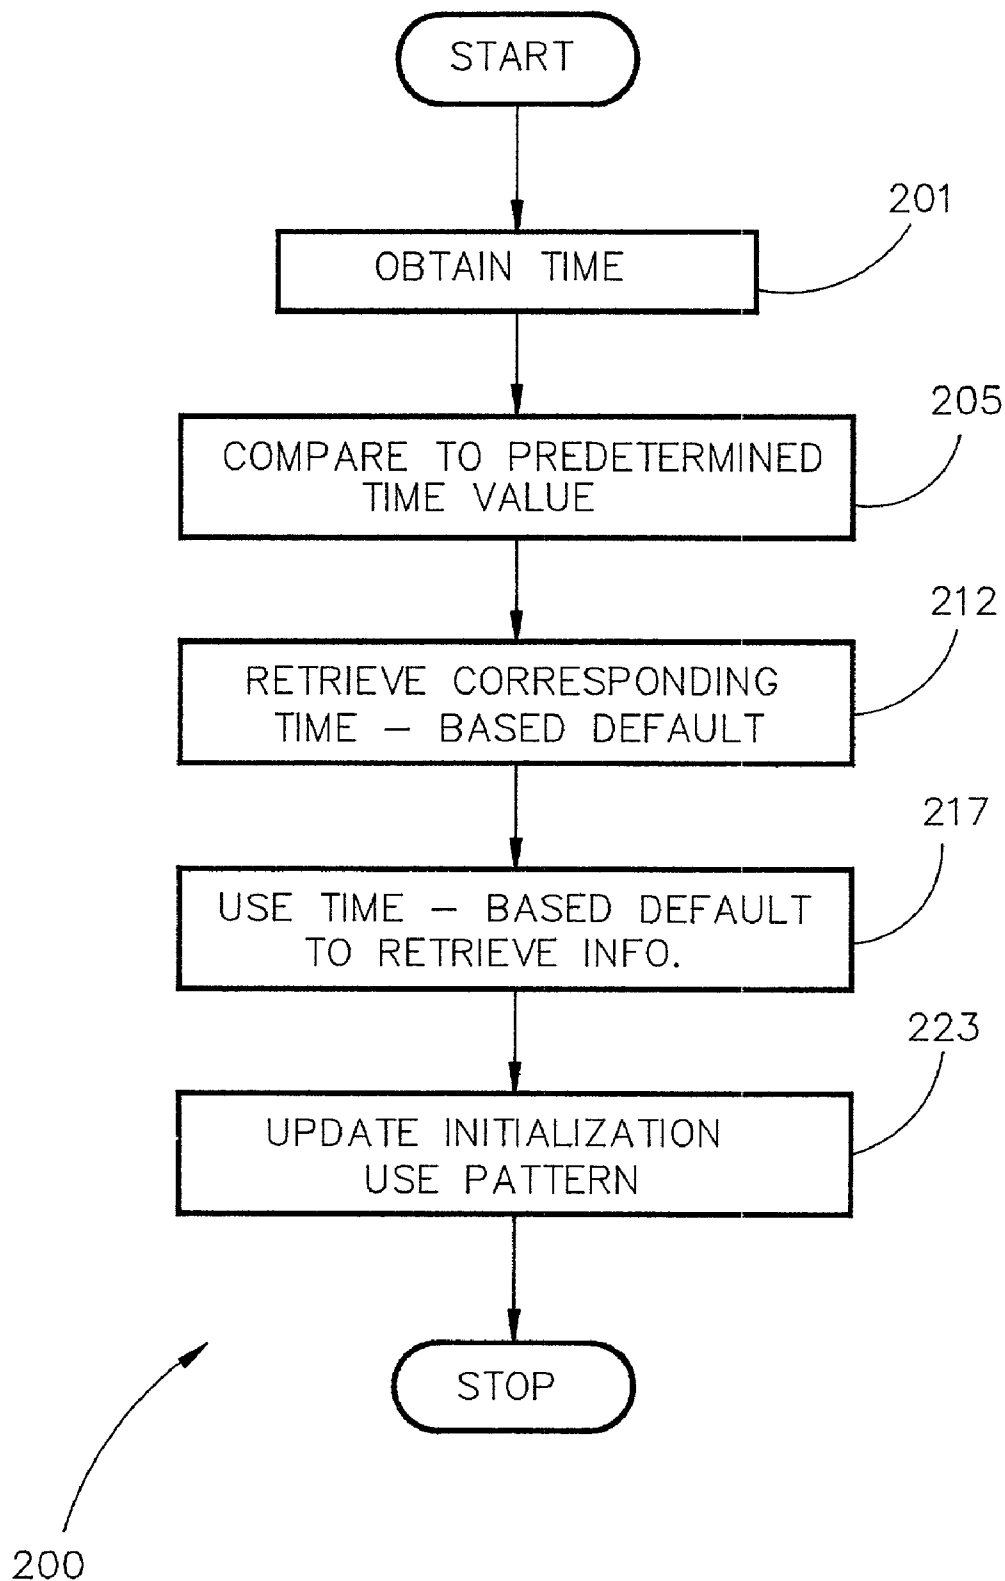 START
201
OBTAIN TIME
205
COMPARE TO PREDETERMINED
TIME VALUE
212
RETRIEVE CORRESPONDING
TIME – BASED DEFAULT
217
USE TIME – BASED DEFAULT
TO RETRIEVE INFO.
223
UPDATE INITIALIZATION
USE PATTERN
STOP
200